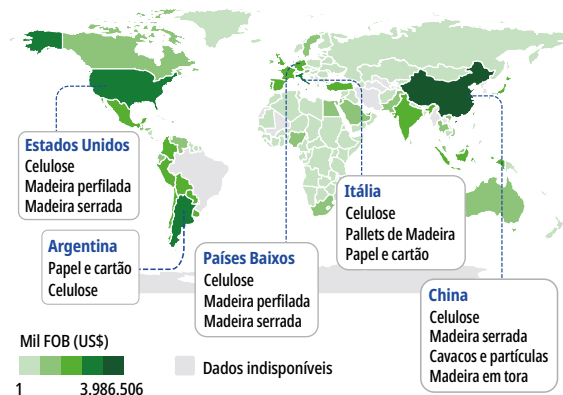 Estados Unidos
Celulose
Madeira perfilada
Madeira serrada
Argentina
Papel e cartão
Celulose
Países Baixos
Celulose
Madeira perfilada
Madeira serrada
Itália
Celulose
Pallets de Madeira
Papel e cartão
China
Celulose
Madeira serrada
Cavacos e partículas
Madeira em tora
Mil FOB (US$)
1 3.986.506
Dados indisponíveis